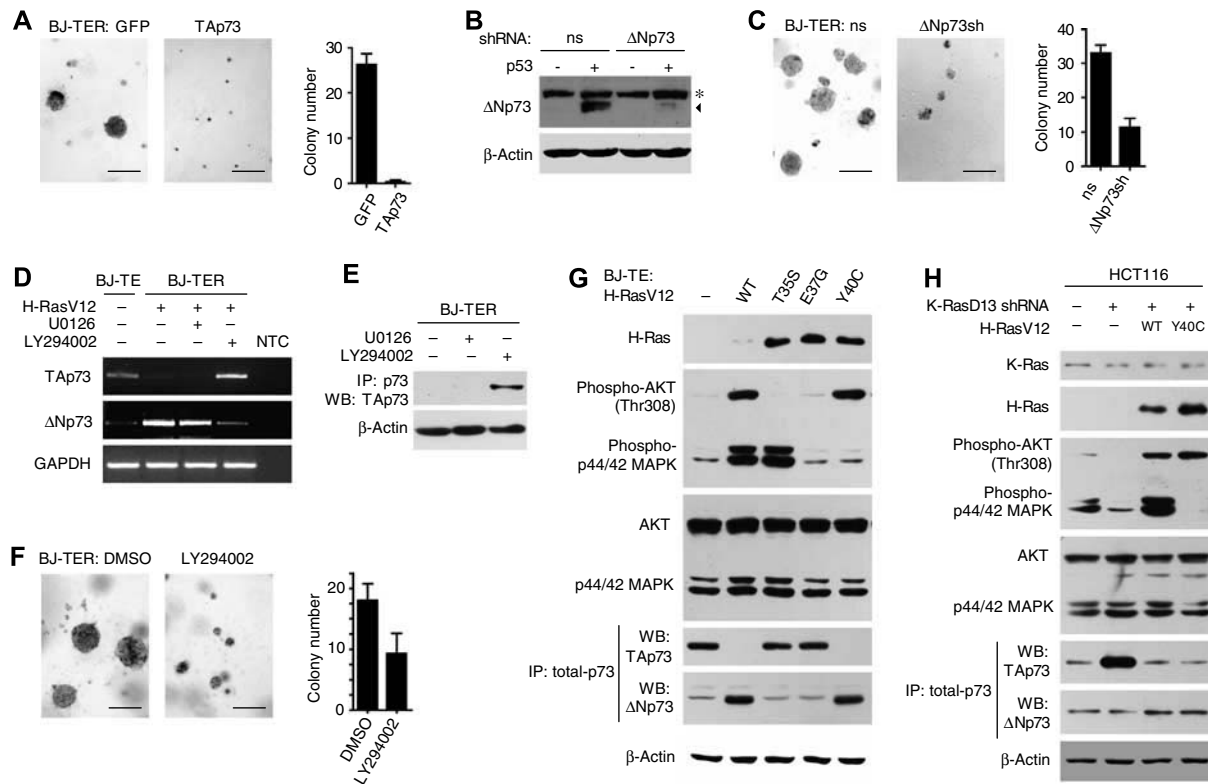 A
BJ-TER: GFP
TAp73
Colony number
30
20
10
0
GFP
TAp73
B
shRNA:
ns
ΔNp73
p53
- + - +
ΔNp73
*
β-Actin
C
BJ-TER: ns
ΔNp73sh
Colony number
40
30
20
10
0
ns
ΔNp73sh
D
BJ-TE
BJ-TER
H-RasV12
– + + +
U0126
– – + –
LY294002
– – – +
NTC
TAp73
ΔNp73
GAPDH
E
BJ-TER
U0126
– + –
LY294002
– – +
IP: p73
WB: TAp73
β-Actin
F
BJ-TER: DMSO
LY294002
Colony number
20
10
0
DMSO
LY294002
G
BJ-TE:
H-RasV12
– WT T35S E37G Y40C
H-Ras
Phospho-AKT
(Thr308)
Phospho-
p44/42 MAPK
AKT
p44/42 MAPK
IP: total-p73
WB:
TAp73
WB:
ΔNp73
β-Actin
H
HCT116
K-RasD13 shRNA
– + + +
H-RasV12
– – WT Y40C
K-Ras
H-Ras
Phospho-AKT
(Thr308)
Phospho-
p44/42 MAPK
AKT
p44/42 MAPK
IP: total-p73
WB:
TAp73
WB:
ΔNp73
β-Actin